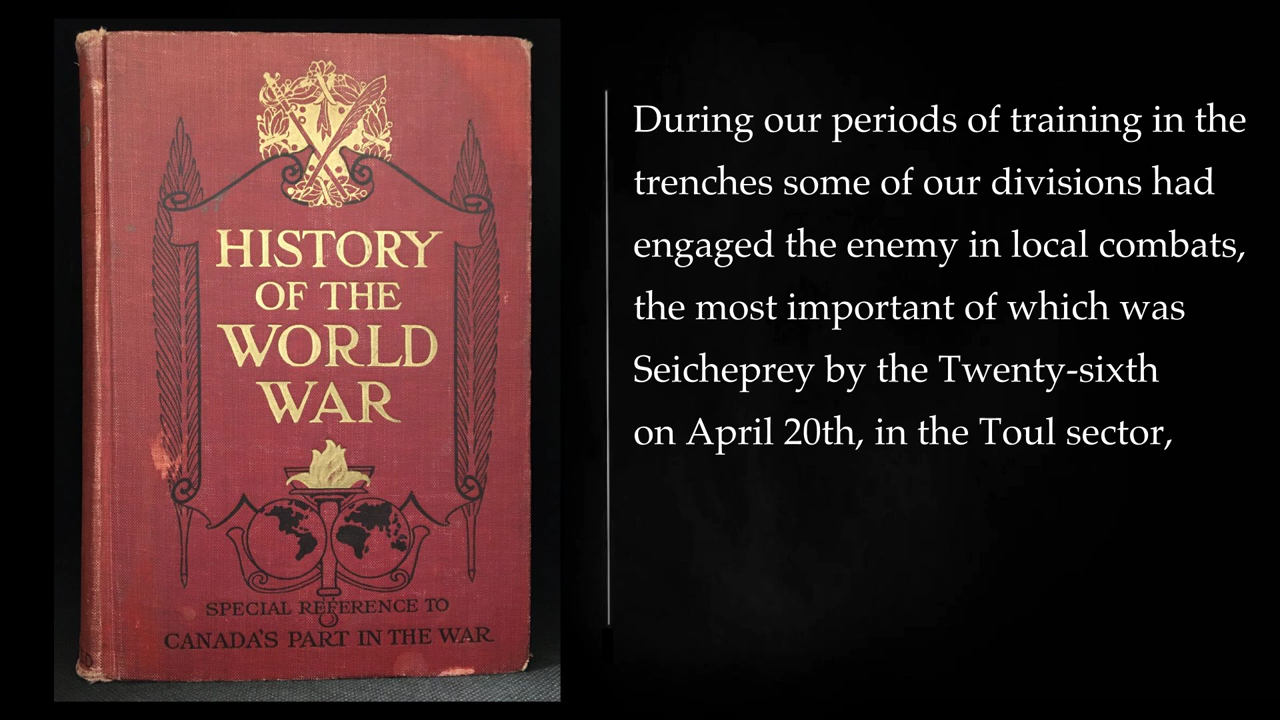 HISTORY
OF THE
WORLD
WAR
SPECIAL REFERENCE TO
CANADA'S PART IN THE WAR
During our periods of training in the
trenches some of our divisions had
engaged the enemy in local combats,
the most important of which was
Seicheprey by the Twenty-sixth
on April 20th, in the Toul sector,